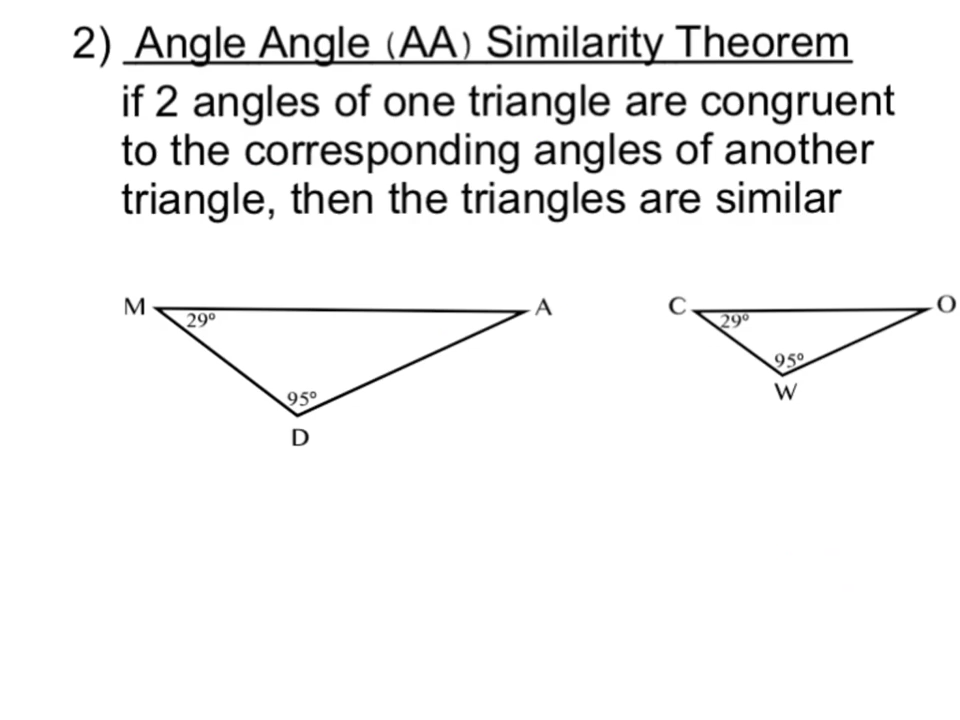 2) Angle Angle (AA) Similarity Theorem
if 2 angles of one triangle are congruent
to the corresponding angles of another
triangle, then the triangles are similar
M 29° A C 29° O
95° 95°
D W